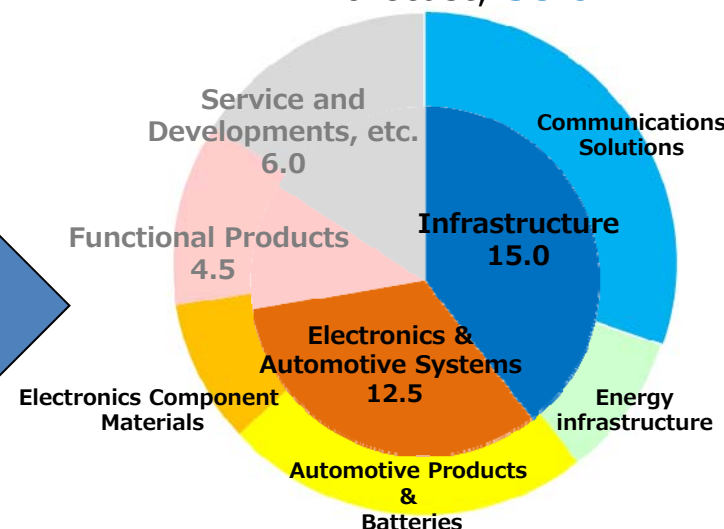 Service and
Developments, etc.
6.0
Communications
Solutions
Infrastructure
15.0
Functional Products
4.5
Electronics &
Automotive Systems
12.5
Electronics Component
Materials
Energy
infrastructure
Automotive Products
&
Batteries